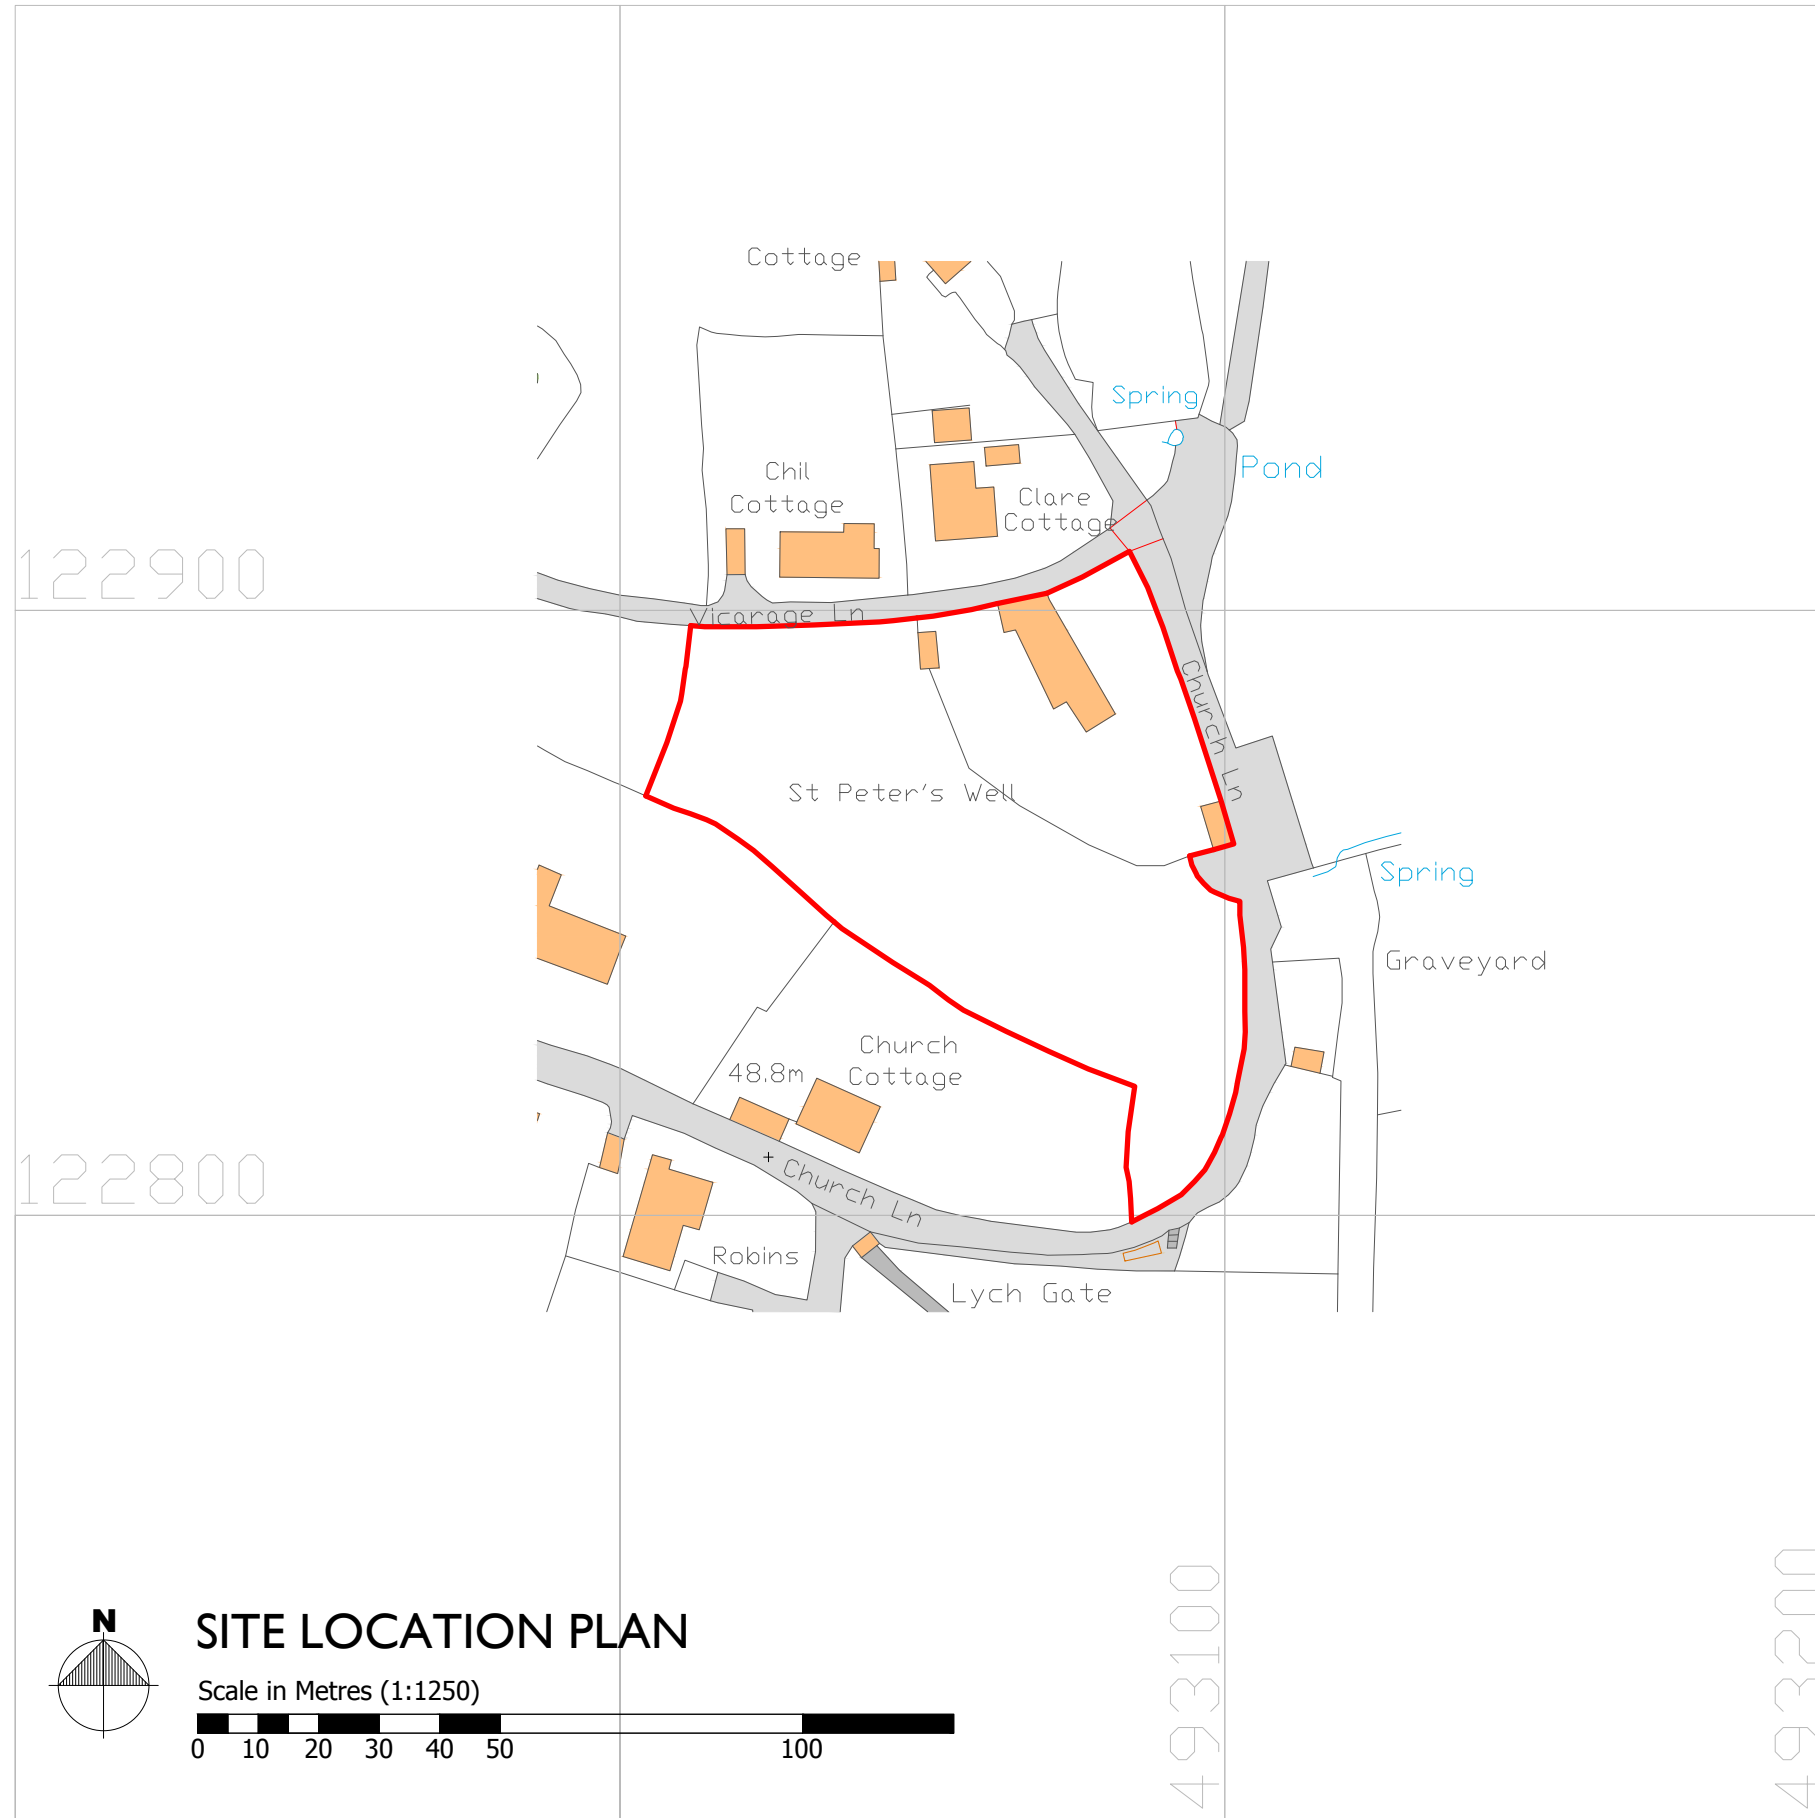 Cottage
Spring
Pond
Chil
Cottage
Clare
Cottage
122900
Vicarage Ln
Church Ln
St Peter's Well
Spring
Graveyard
Church
Cottage
48.8m
122800
Church Ln
Robins
Lych Gate
493100
493200
N
SITE LOCATION PLAN
Scale in Metres (1:1250)
0 10 20 30 40 50 100